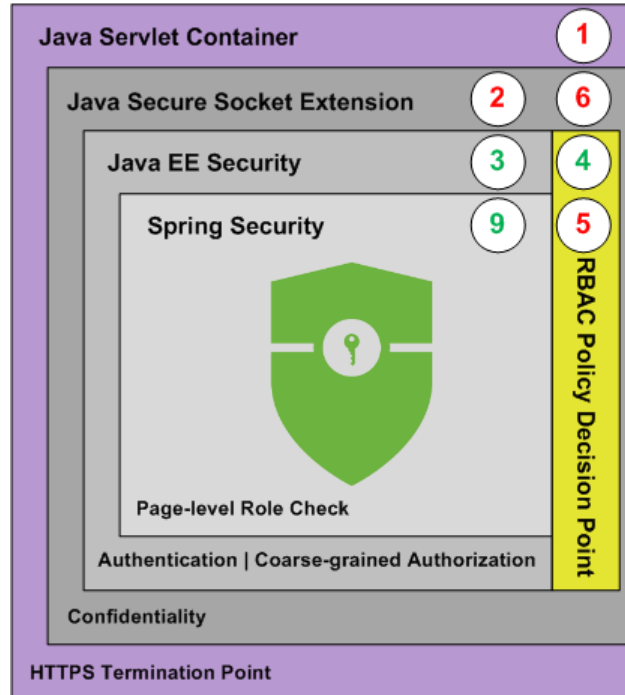 Java Servlet Container 1
Java Secure Socket Extension 2 6
Java EE Security 3 4
Spring Security 9 5
RBAC Policy Decision Point
Page-level Role Check
Authentication | Coarse-grained Authorization
Confidentiality
HTTPS Termination Point